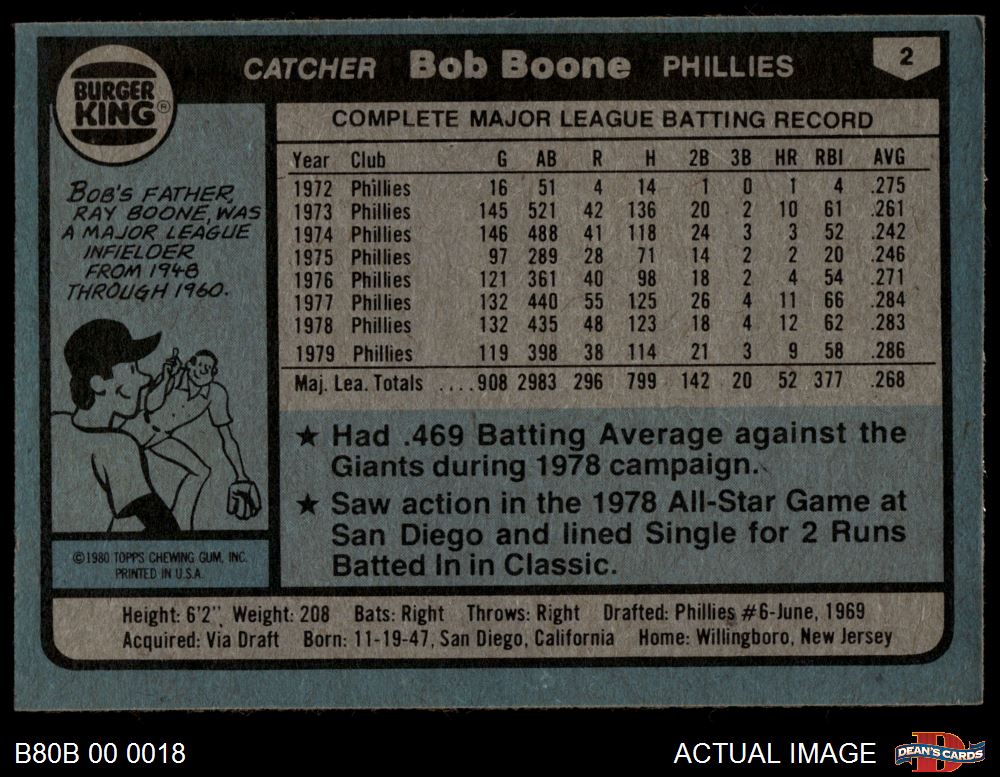 BURGER
KING®
CATCHER Bob Boone PHILLIES
2
COMPLETE MAJOR LEAGUE BATTING RECORD
Year Club G AB R H 2B 3B HR RBI AVG
1972 Phillies 16 51 4 14 1 0 1 4 .275
1973 Phillies 145 521 42 136 20 2 10 61 .261
1974 Phillies 146 488 41 118 24 3 3 52 .242
1975 Phillies 97 289 28 71 14 2 2 20 .246
1976 Phillies 121 361 40 98 18 2 4 54 .271
1977 Phillies 132 440 55 125 26 4 11 66 .284
1978 Phillies 132 435 48 123 18 4 12 62 .283
1979 Phillies 119 398 38 114 21 3 9 58 .286
Maj. Lea. Totals ....908 2983 296 799 142 20 52 377 .268
BOB'S FATHER,
RAY BOONE, WAS
A MAJOR LEAGUE
INFIELDER
FROM 1948
THROUGH 1960.
★ Had .469 Batting Average against the
Giants during 1978 campaign.
★ Saw action in the 1978 All-Star Game at
San Diego and lined Single for 2 Runs
Batted In in Classic.
©1980 TOPPS CHEWING GUM, INC.
PRINTED IN U.S.A.
Height: 6'2" Weight: 208 Bats: Right Throws: Right Drafted: Phillies #6-June, 1969
Acquired: Via Draft Born: 11-19-47, San Diego, California Home: Willingboro, New Jersey
B80B 00 0018
ACTUAL IMAGE
DEAN'S CARDS